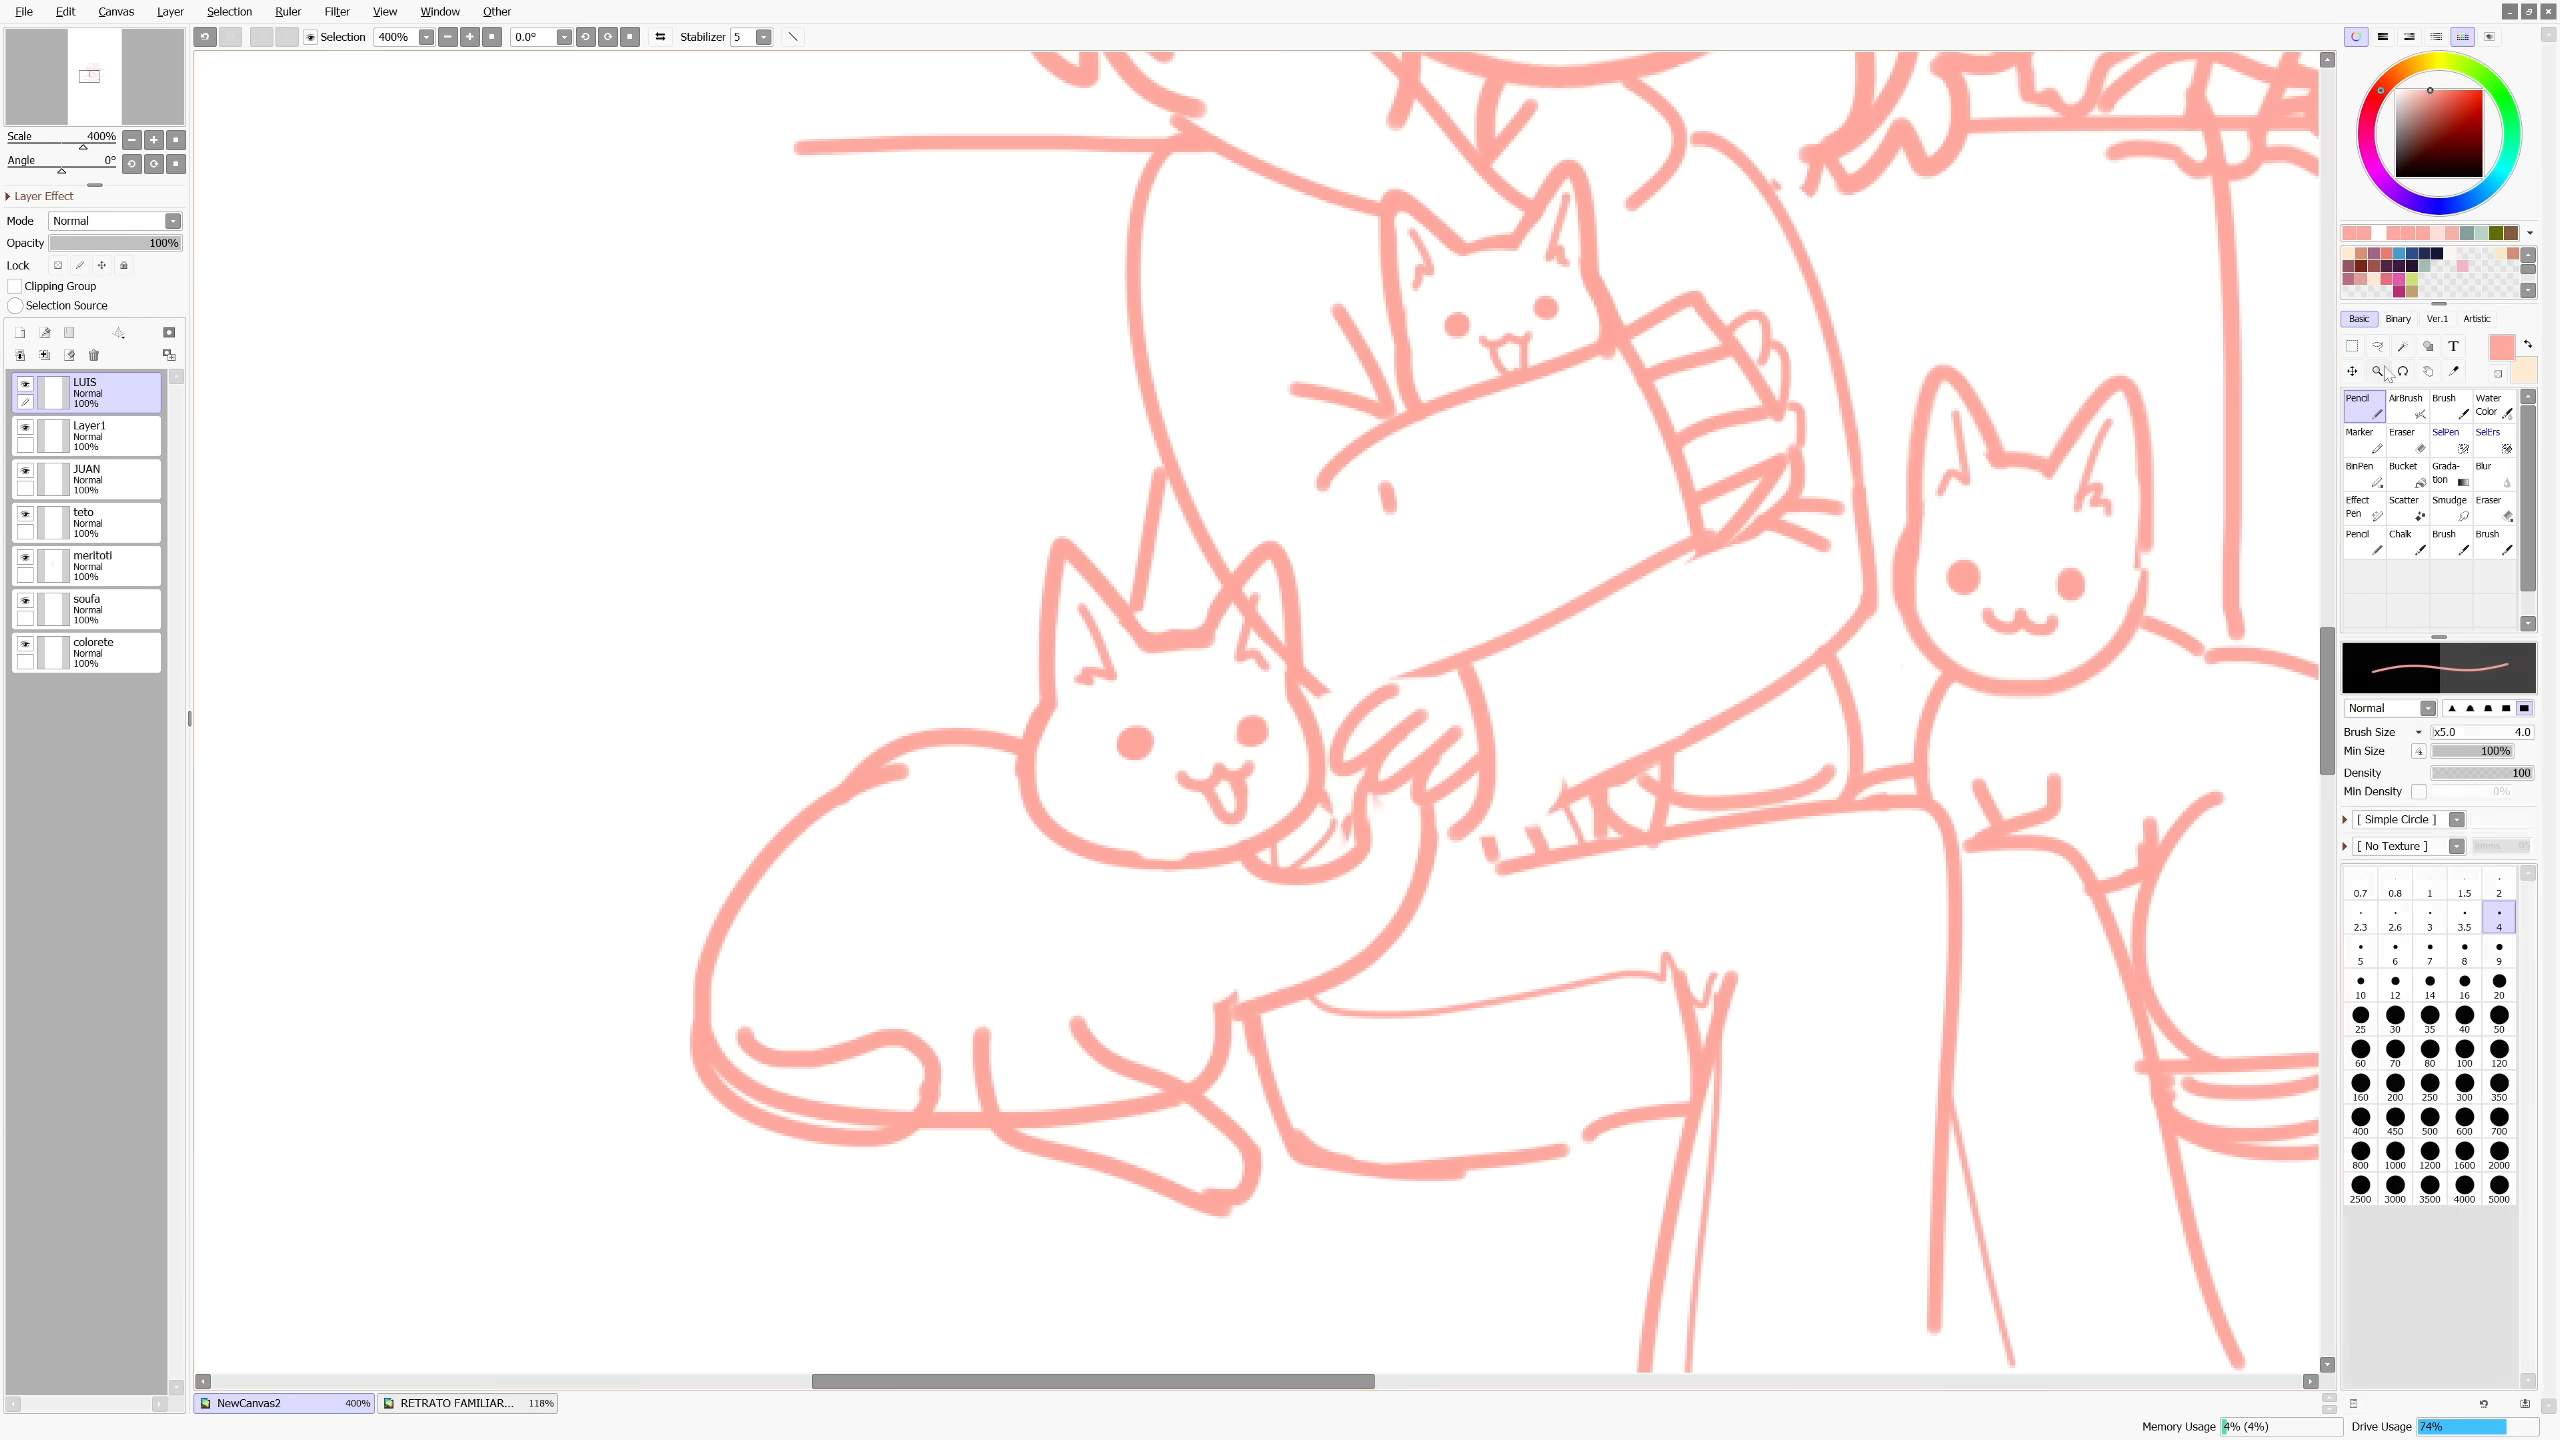 File Edit Canvas Layer Selection Ruler Filter View Window Other
Selection 400% 0.0° Stabilizer 5
Scale 400%
Angle 0°
Layer Effect
Mode Normal
Opacity 100%
Lock
Clipping Group
Selection Source
LUIS
Normal
100%
Layer1
Normal
100%
JUAN
Normal
100%
teto
Normal
100%
meritoti
Normal
100%
soufa
Normal
100%
colorete
Normal
100%
Basic Binary Ver.1 Artistic
T
Pencil AirBrush Brush Water Color
Marker Eraser SelPen SelErs
BinPen Bucket Grada-tion Blur
Effect Pen Scatter Smudge Eraser
Pencil Chalk Brush Brush
Normal
Brush Size x5.0 4.0
Min Size 100%
Density 100
Min Density 0%
[ Simple Circle ]
[ No Texture ] Intens. 95
0.7 0.8 1 1.5 2
2.3 2.6 3 3.5 4
5 6 7 8 9
10 12 14 16 20
25 30 35 40 50
60 70 80 100 120
160 200 250 300 350
400 450 500 600 700
800 1000 1200 1600 2000
2500 3000 3500 4000 5000
NewCanvas2 400% RETRATO FAMILIAR... 118%
Memory Usage 4% (4%) Drive Usage 74%